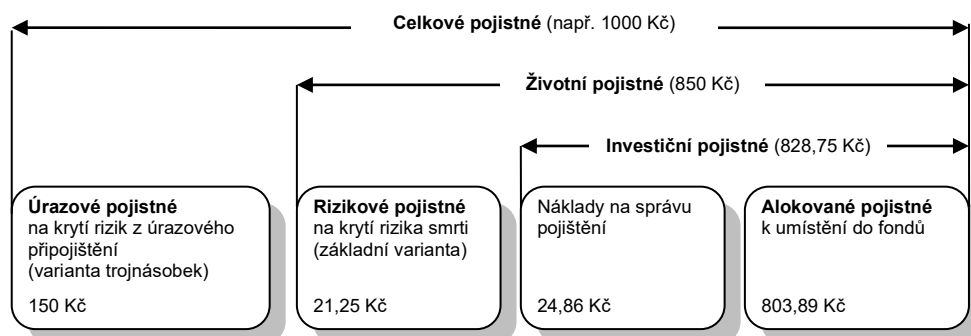 Celkové pojistné (např. 1000 Kč)
Životní pojistné (850 Kč)
Investiční pojistné (828,75 Kč)
Úrazové pojistné
na krytí rizik z úrazového
připojištění
(varianta trojnásobek)
150 Kč
Rizikové pojistné
na krytí rizika smrti
(základní varianta)
21,25 Kč
Náklady na správu
pojištění
24,86 Kč
Alokované pojistné
k umístění do fondů
803,89 Kč